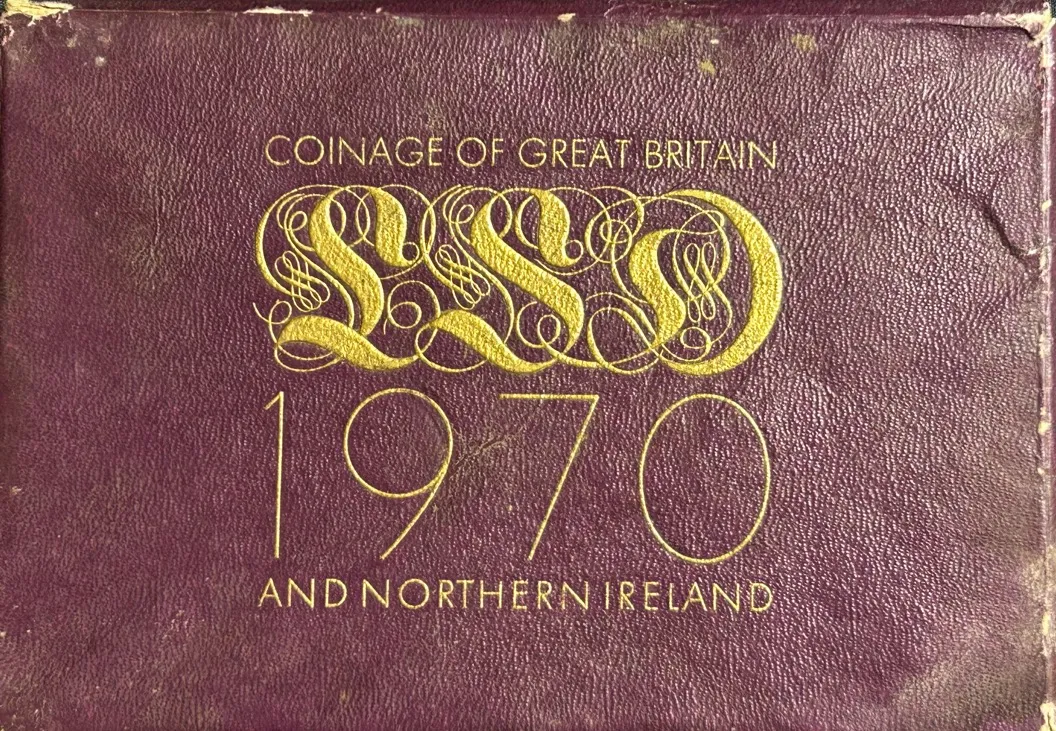 COINAGE OF GREAT BRITAIN
LSD
1970
AND NORTHERN IRELAND